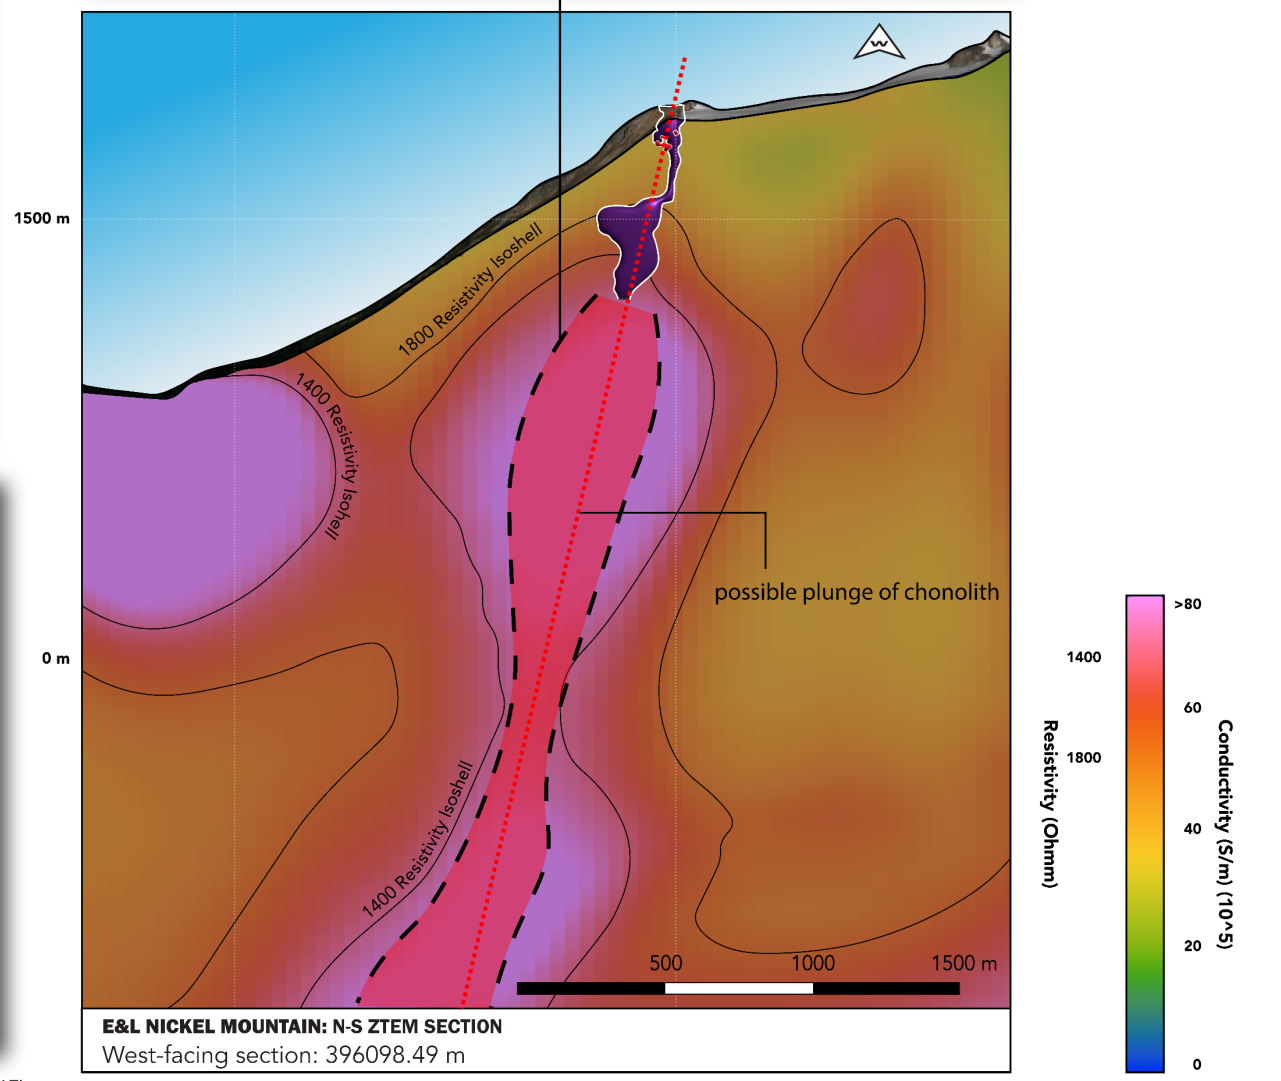 W
1500 m
1800 Resistivity Isoshell
1400 Resistivity Isohell
possible plunge of chonolith
0 m
1400 Resistivity Isoshell
500 1000 1500 m
E&L NICKEL MOUNTAIN: N-S ZTEM SECTION
West-facing section: 396098.49 m
>80
1400
60
1800
40
20
0
Resistivity (Ohmm)
Conductivity (S/m) (10^5)